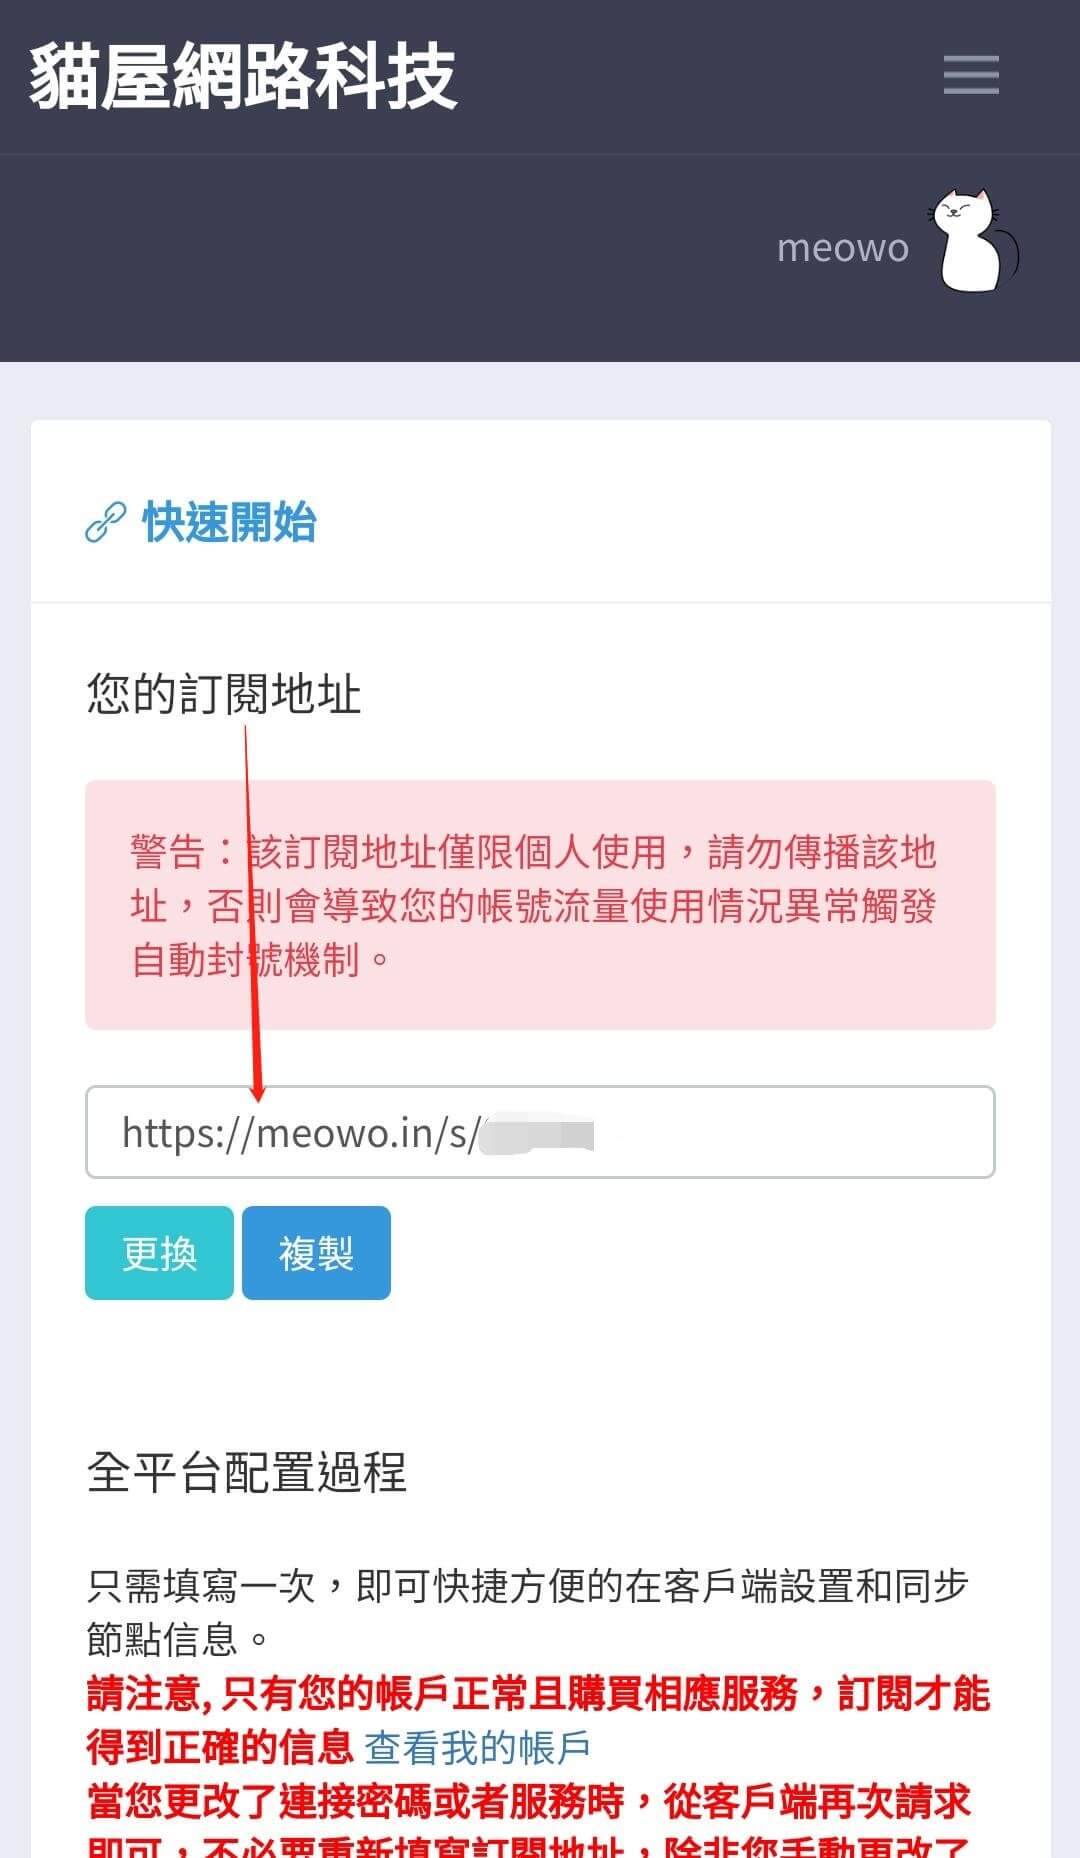 貓屋網路科技
meowo
快速開始
您的訂閱地址
警告：該訂閱地址僅限個人使用，請勿傳播該地
址，否則會導致您的帳號流量使用情況異常觸發
自動封號機制。
https://meowo.in/s/
更換 複製
全平台配置過程
只需填寫一次，即可快捷方便的在客戶端設置和同步
節點信息。
請注意, 只有您的帳戶正常且購買相應服務，訂閱才能
得到正確的信息 查看我的帳戶
當您更改了連接密碼或者服務時，從客戶端再次請求
即可，不必要重新填寫訂閱地址，除非您手動更改了